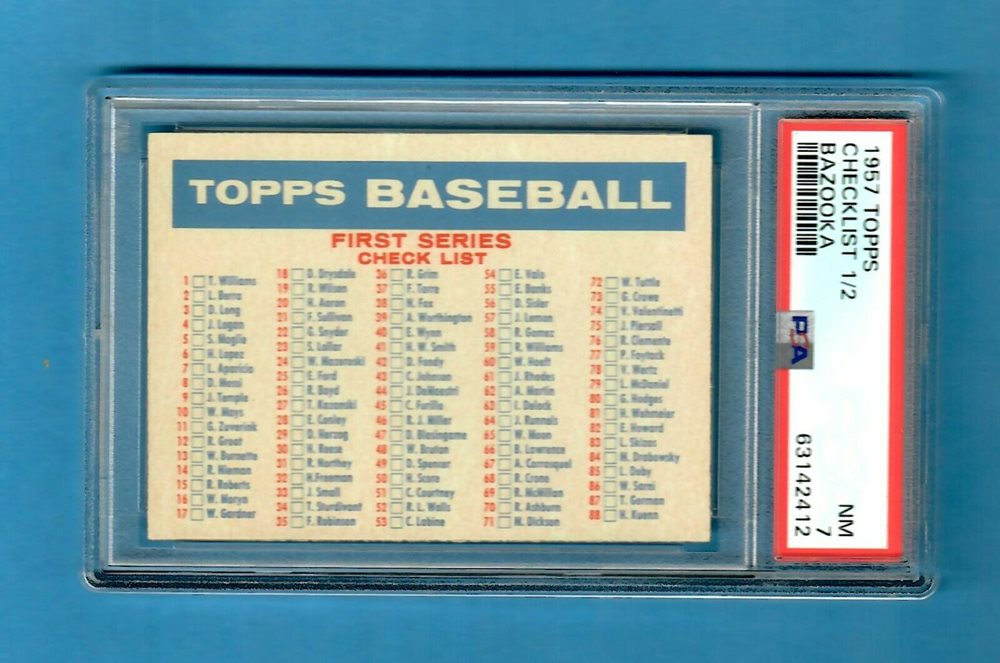 TOPPS BASEBALL
FIRST SERIES
CHECK LIST
1 T. Williams
2 L. Berra
3 D. Long
4 J. Logan
5 S. Maglie
6 H. Lopez
7 L. Aparicio
8 D. Mossi
9 J. Temple
10 W. Mays
11 G. Zuverink
12 R. Groat
13 W. Burnette
14 R. Nieman
15 R. Roberts
16 W. Moryn
17 W. Gardner
18 D. Drysdale
19 R. Wilson
20 H. Aaron
21 F. Sullivan
22 G. Snyder
23 S. Lollar
24 W. Mazeroski
25 E. Ford
26 R. Boyd
27 T. Kazanski
28 E. Conley
29 D. Herzog
30 H. Reese
31 R. Northey
32 H. Freeman
33 J. Small
34 T. Sturdivant
35 F. Robinson
36 R. Grim
37 F. Torre
38 N. Fox
39 A. Worthington
40 E. Wynn
41 H. W. Smith
42 D. Fondy
43 C. Johnson
44 J. DeMaestri
45 C. Furillo
46 R. J. Miller
47 D. Blasingame
48 W. Bruton
49 D. Spencer
50 H. Score
51 C. Courtney
52 R. L. Walls
53 C. Labine
54 E. Valo
55 E. Banks
56 D. Sisler
57 J. Lemon
58 R. Gomez
59 R. Williams
60 W. Hoeft
61 J. Rhodes
62 A. Martin
63 I. Delock
64 J. Runnels
65 W. Moon
66 B. Lawrence
67 A. Carrasquel
68 R. Crone
69 R. McMillan
70 R. Ashburn
71 M. Dickson
72 W. Tuttle
73 G. Crowe
74 V. Valentinetti
75 J. Piersall
76 R. Clemente
77 P. Foytack
78 V. Wertz
79 L. McDaniel
80 G. Hodges
81 H. Wehmeier
82 E. Howard
83 L. Skizas
84 M. Drabowsky
85 L. Doby
86 W. Sarni
87 T. Gorman
88 H. Kuenn
1957 TOPPS
CHECKLIST 1/2
BAZOOKA
PSA
NM
7
63142412